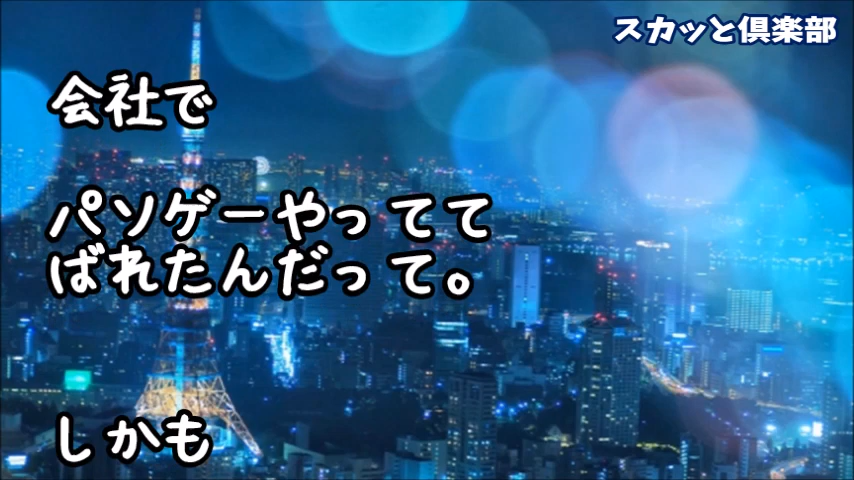 スカッと倶楽部
会社で
パソゲーやってて
ばれたんだって。
しかも